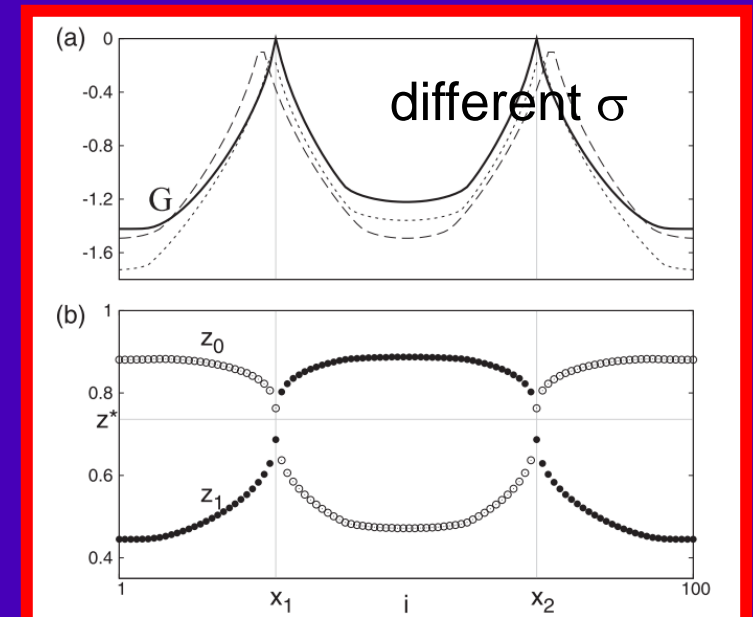 (a)
0
-0.4
different σ
-0.8
-1.2
G
-1.6
(b)
1
z0
0.8
z*
0.6
z1
0.4
1
x1
i
x2
100